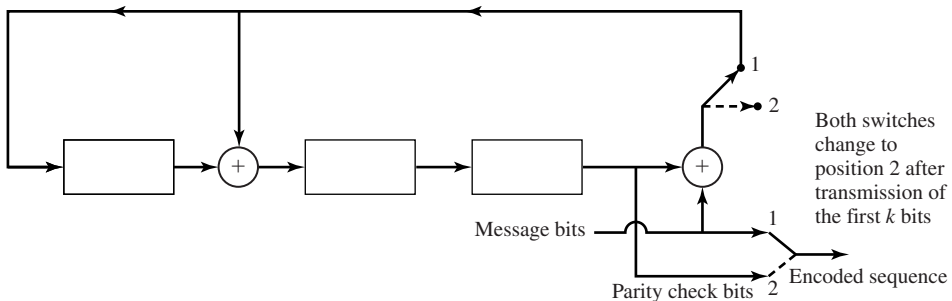 1
2
Both switches
change to
position 2 after
transmission of
the first k bits
+
+
Message bits
1
Encoded sequence
Parity check bits
2